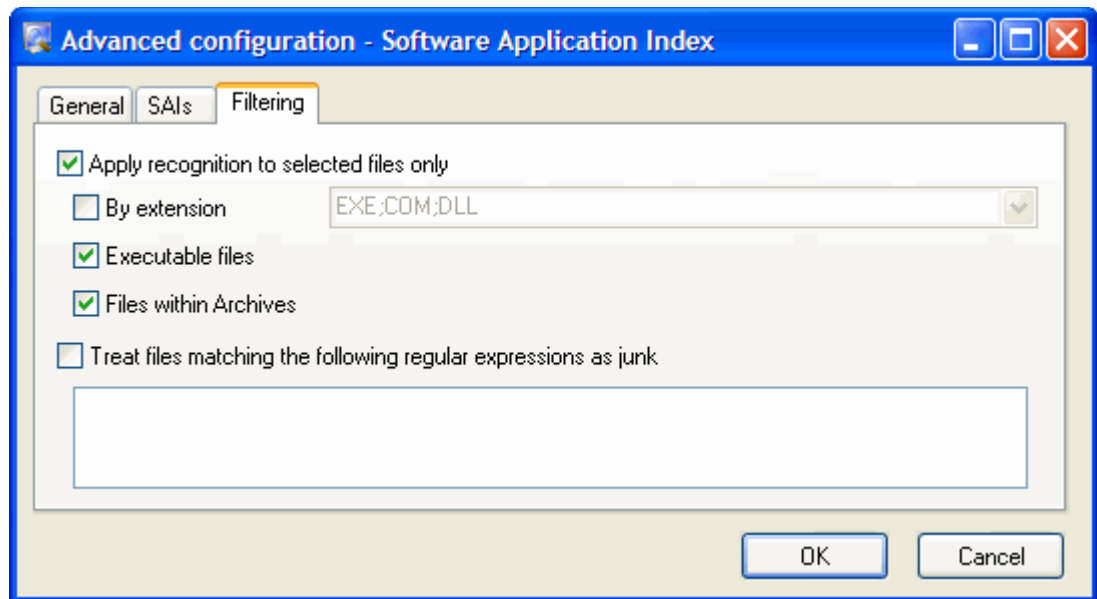 Advanced configuration - Software Application Index
General SAIs Filtering
Apply recognition to selected files only
By extension EXE;COM;DLL
Executable files
Files within Archives
Treat files matching the following regular expressions as junk
OK Cancel